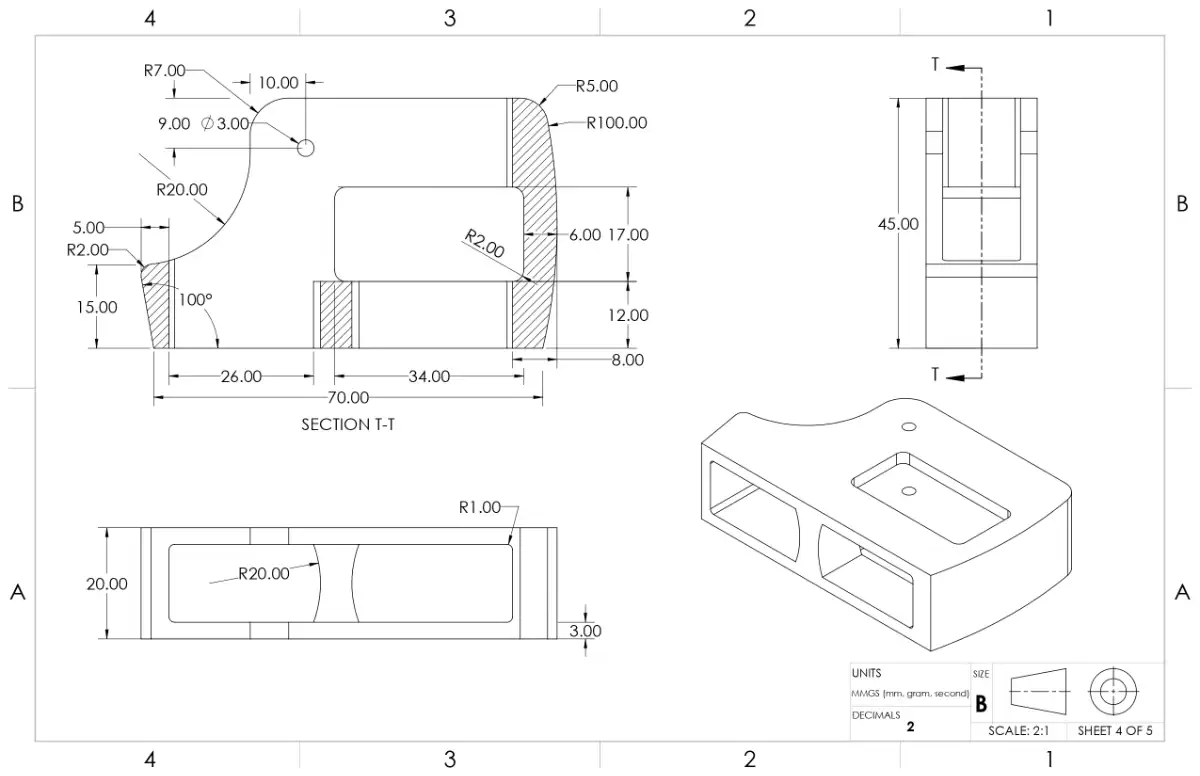 4 3 2 1
R7.00
10.00
R5.00
T
9.00 ∅3.00
R100.00
B
R20.00
B
5.00
R2.00
R2.00
6.00 17.00
45.00
100°
15.00
12.00
8.00
26.00
34.00
T
70.00
SECTION T-T
R1.00
R20.00
20.00
A
A
3.00
UNITS
MMGS (mm, gram, second)
DECIMALS
2
SIZE
B
SCALE: 2:1
SHEET 4 OF 5
4 3 2 1